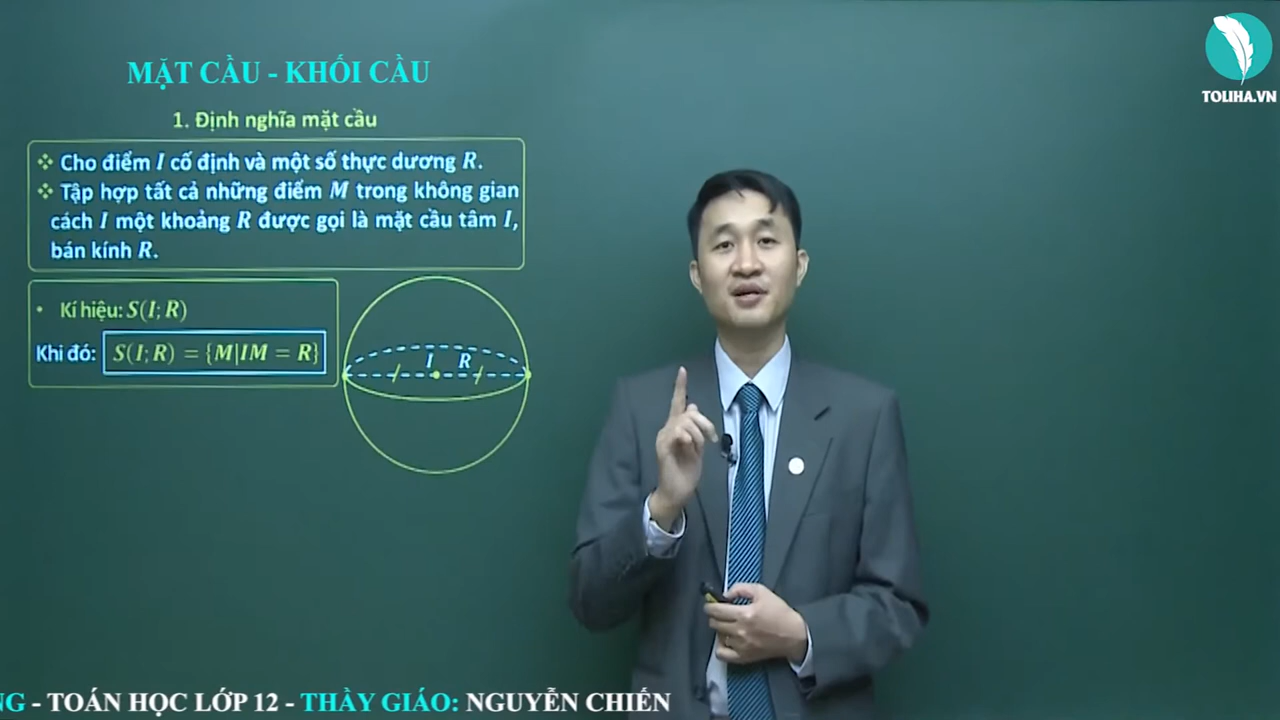 MẶT CẦU - KHỐI CẦU
1. Định nghĩa mặt cầu
❖ Cho điểm I cố định và một số thực dương R.
❖ Tập hợp tất cả những điểm M trong không gian
cách I một khoảng R được gọi là mặt cầu tâm I,
bán kính R.
• Kí hiệu: S(I; R)
Khi đó: S(I; R) = {M|IM = R}
I R
TOLIHA.VN
NG - TOÁN HỌC LỚP 12 - THẦY GIÁO: NGUYỄN CHIẾN